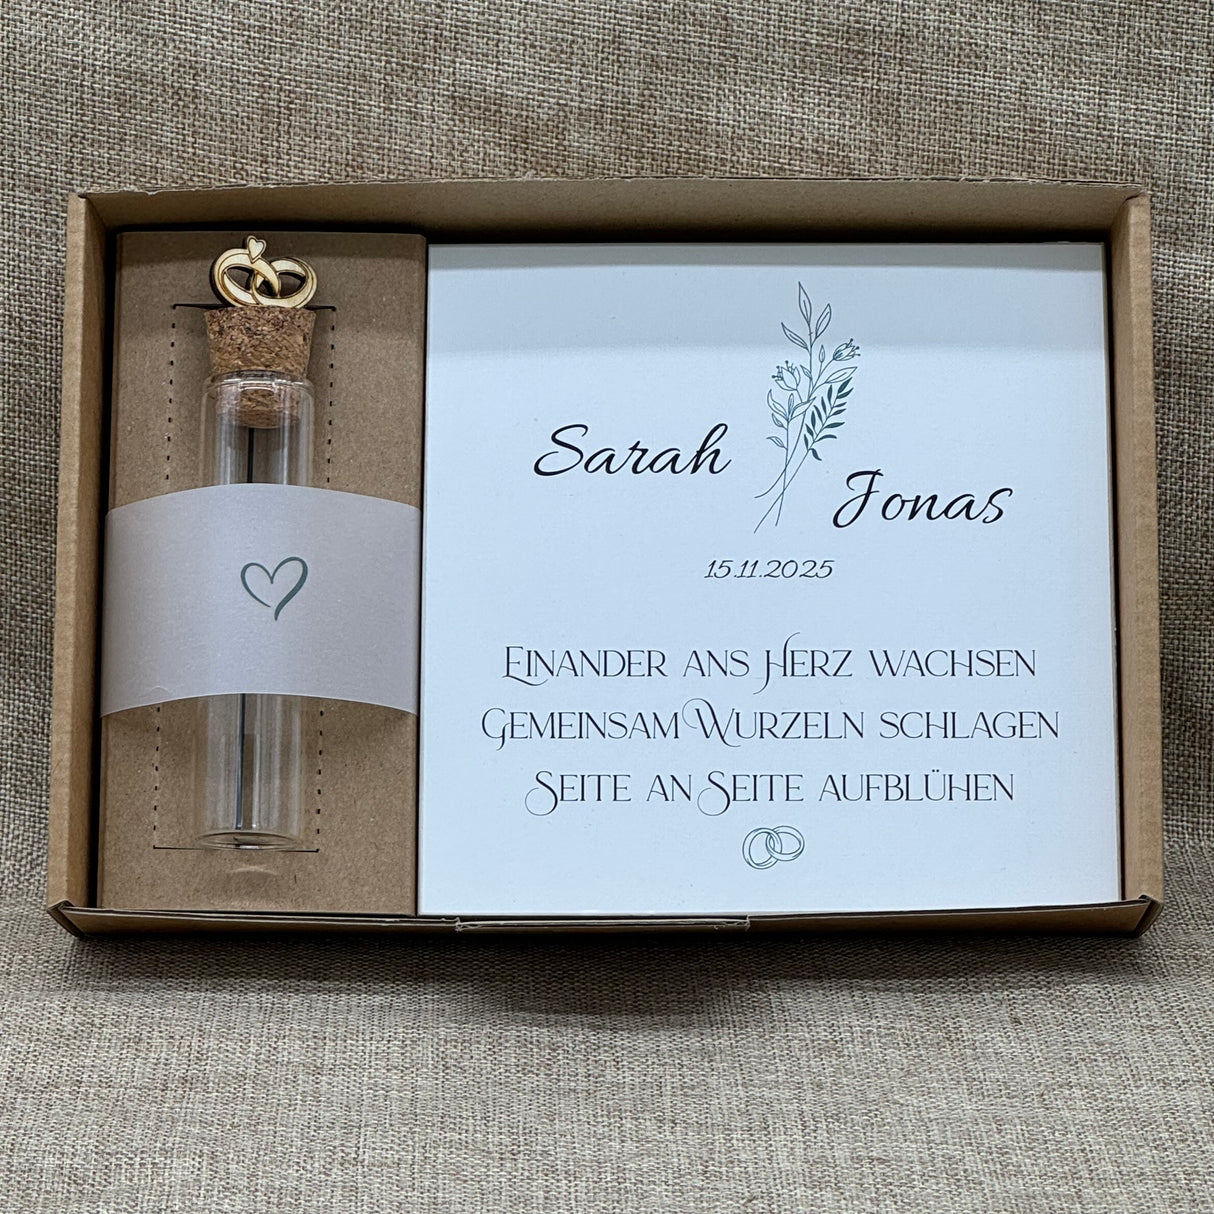 Sarah
Jonas
15.11.2025
Einander ans Herz wachsen
Gemeinsam Wurzeln schlagen
Seite an Seite aufblühen